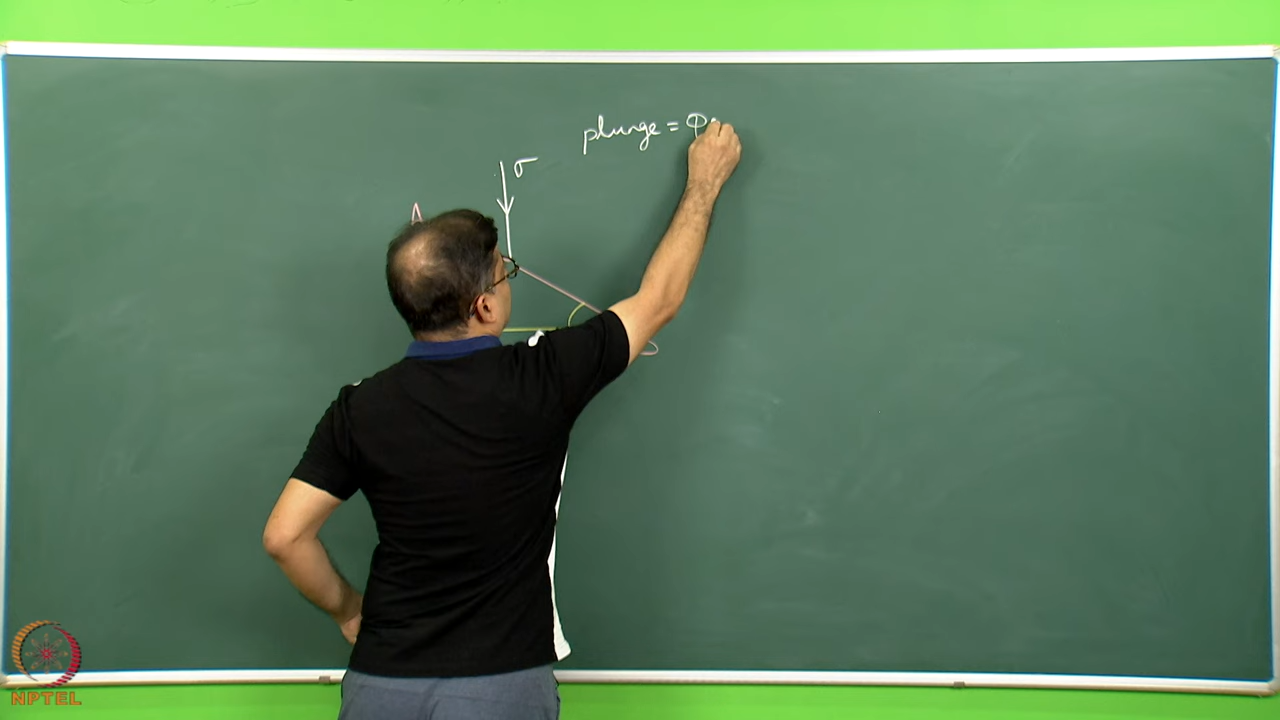 plunge = φ
σ
NPTEL